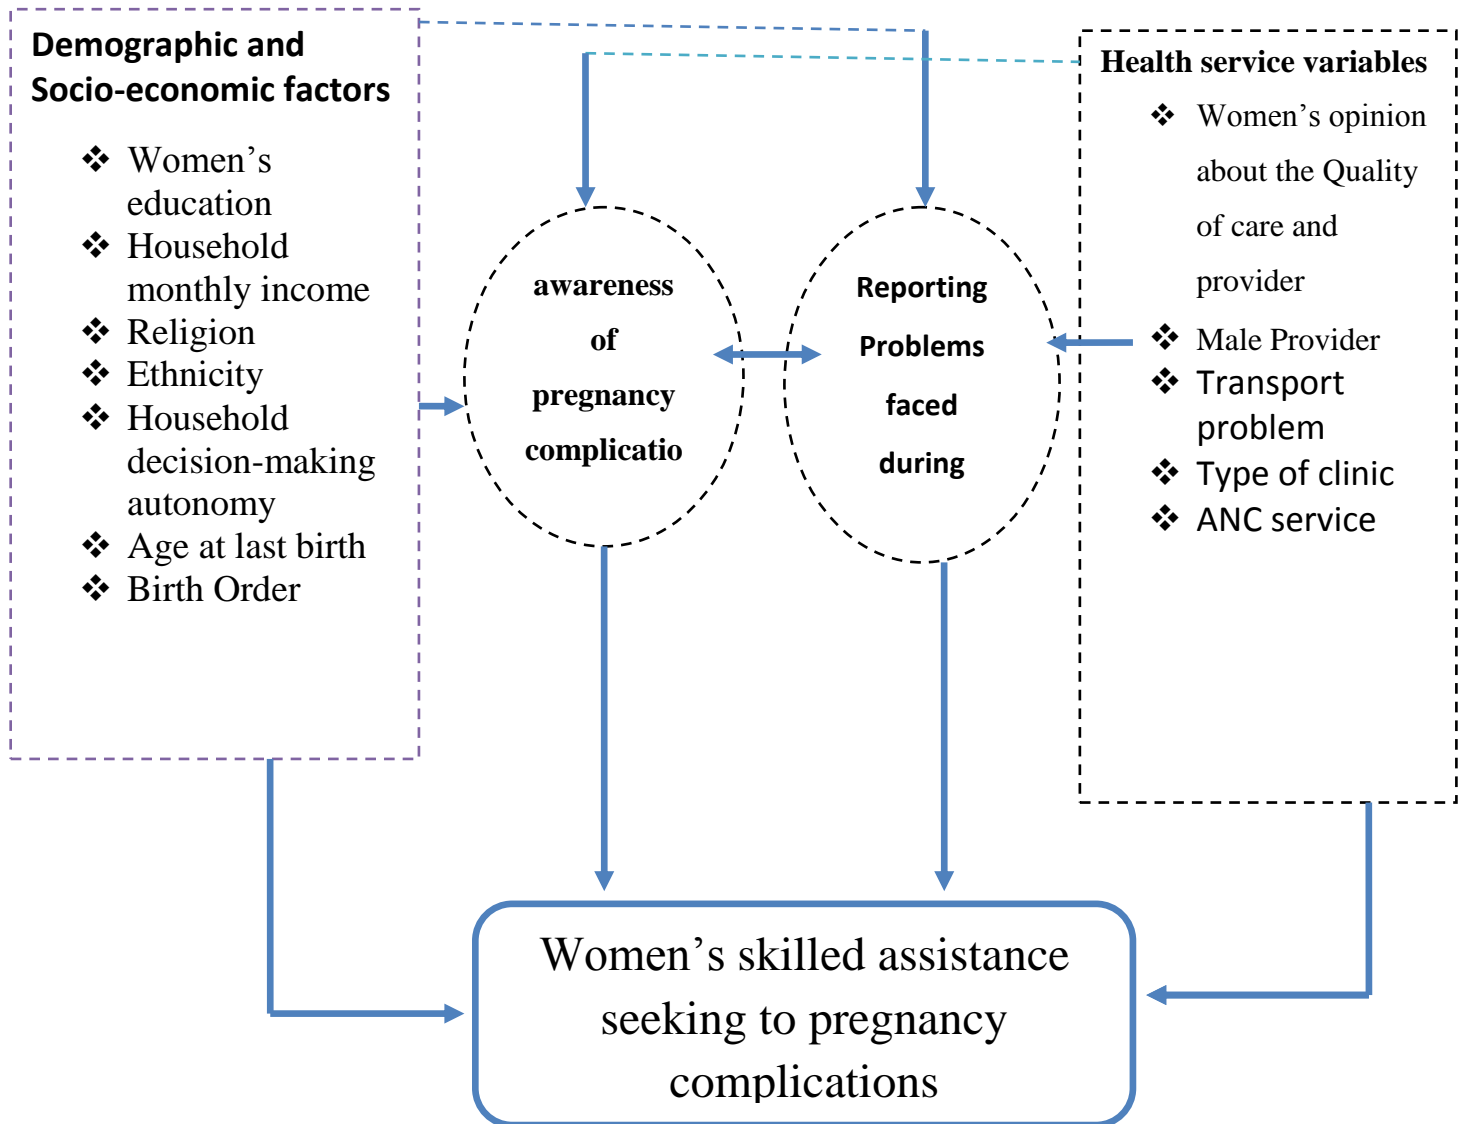 Demographic and
Socio-economic factors
❖ Women’s
education
❖ Household
monthly income
❖ Religion
❖ Ethnicity
❖ Household
decision-making
autonomy
❖ Age at last birth
❖ Birth Order
awareness
of
pregnancy
complicatio
Reporting
Problems
faced
during
Health service variables
❖ Women’s opinion
about the Quality
of care and
provider
❖ Male Provider
❖ Transport
problem
❖ Type of clinic
❖ ANC service
Women’s skilled assistance
seeking to pregnancy
complications